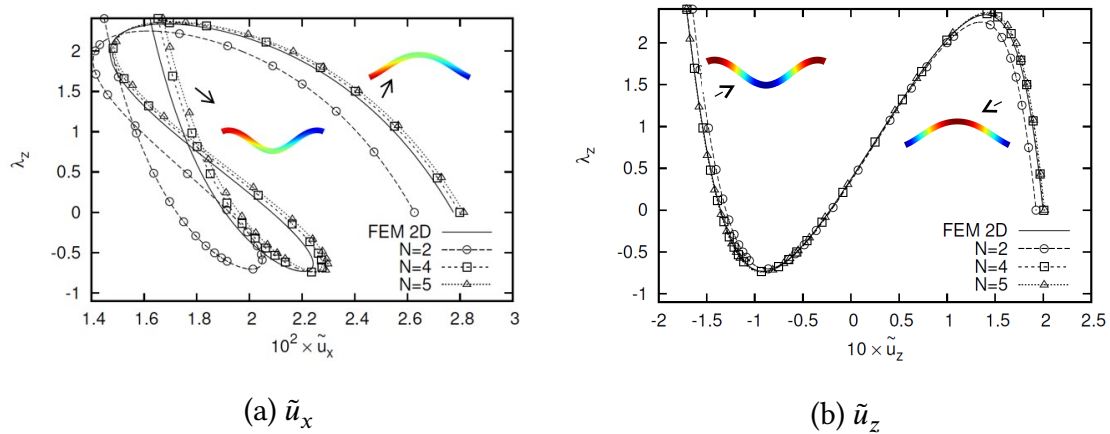 2
1.5
1
0.5
0
-0.5
-1
λz
FEM 2D
N=2
N=4
N=5
1.4 1.6 1.8 2 2.2 2.4 2.6 2.8 3
10² × ũx
(a) ũx
2
1.5
1
0.5
0
-0.5
-1
λz
FEM 2D
N=2
N=4
N=5
-2 -1.5 -1 -0.5 0 0.5 1 1.5 2 2.5
10 × ũz
(b) ũz